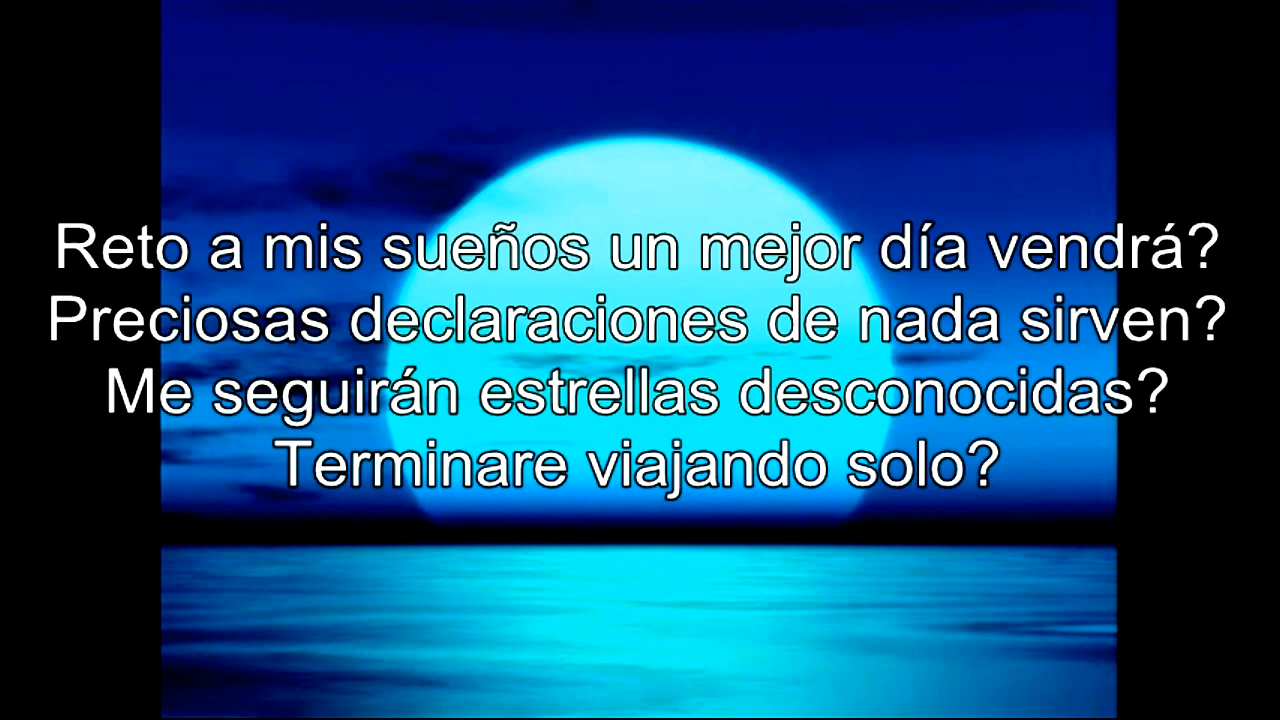 Reto a mis sueños un mejor día vendrá?
Preciosas declaraciones de nada sirven?
Me seguirán estrellas desconocidas?
Terminare viajando solo?